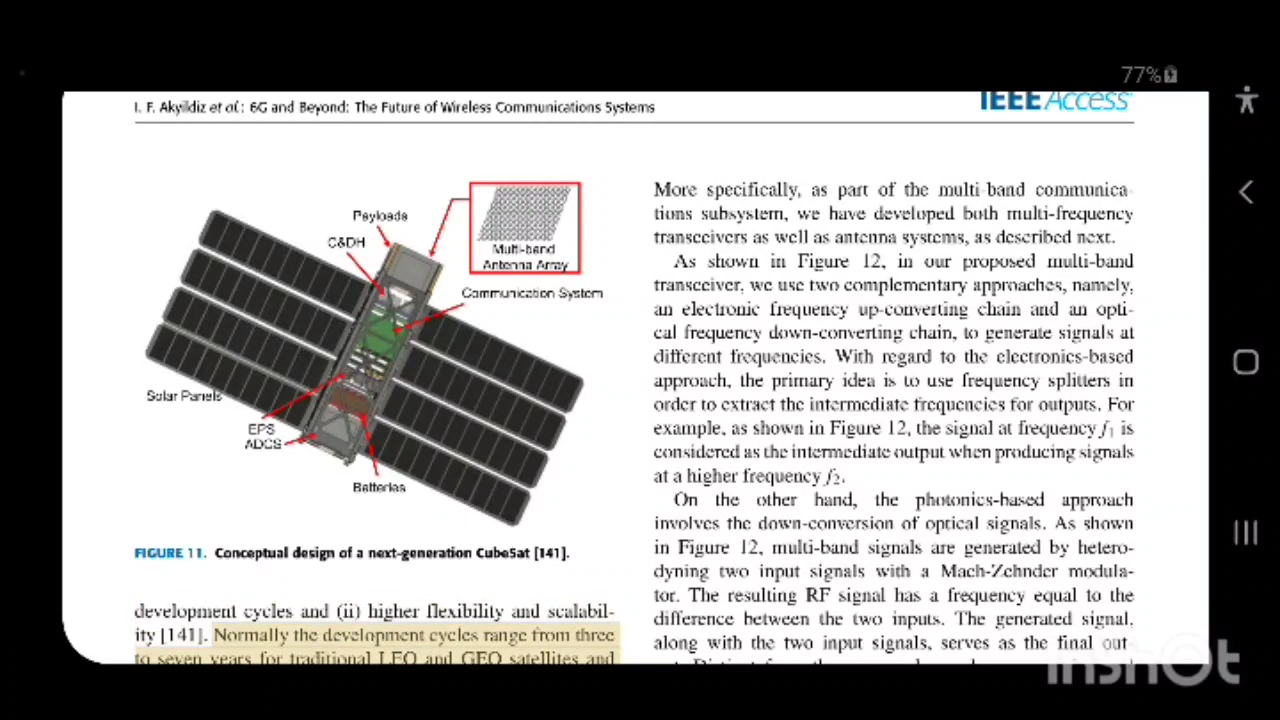 77%
I. F. Akyildiz et al.: 6G and Beyond: The Future of Wireless Communications Systems
IEEE Access
Payloads
C&DH
Multi-band
Antenna Array
Communication System
Solar Panels
EPS
ADCS
Batteries
FIGURE 11. Conceptual design of a next-generation CubeSat [141].
development cycles and (ii) higher flexibility and scalabil-
ity [141]. Normally the development cycles range from three
to seven years for traditional LEO and GEO satellites and
More specifically, as part of the multi-band communica-
tions subsystem, we have developed both multi-frequency
transceivers as well as antenna systems, as described next.
As shown in Figure 12, in our proposed multi-band
transceiver, we use two complementary approaches, namely,
an electronic frequency up-converting chain and an opti-
cal frequency down-converting chain, to generate signals at
different frequencies. With regard to the electronics-based
approach, the primary idea is to use frequency splitters in
order to extract the intermediate frequencies for outputs. For
example, as shown in Figure 12, the signal at frequency f1 is
considered as the intermediate output when producing signals
at a higher frequency f2.
On the other hand, the photonics-based approach
involves the down-conversion of optical signals. As shown
in Figure 12, multi-band signals are generated by hetero-
dyning two input signals with a Mach-Zehnder modula-
tor. The resulting RF signal has a frequency equal to the
difference between the two inputs. The generated signal,
along with the two input signals, serves as the final out-
InShOt